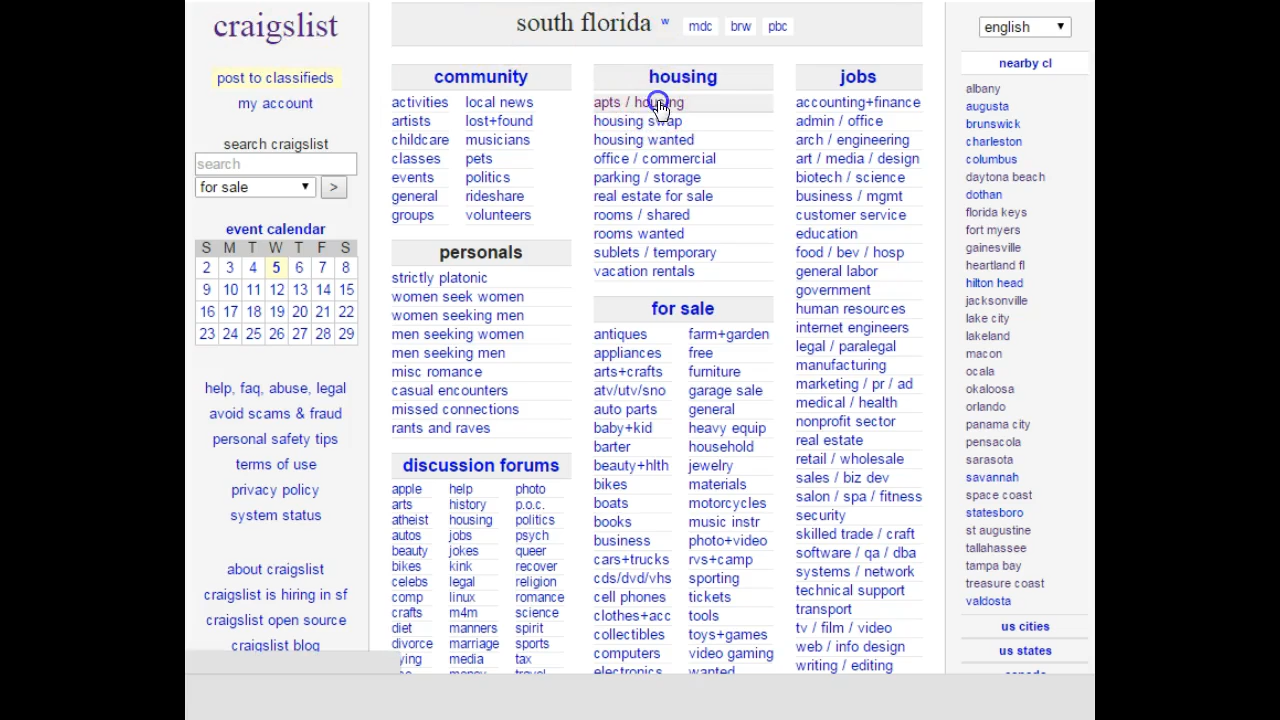 craigslist
post to classifieds
my account
search craigslist
search
for sale
>
event calendar
S M T W T F S
2 3 4 5 6 7 8
9 10 11 12 13 14 15
16 17 18 19 20 21 22
23 24 25 26 27 28 29
help, faq, abuse, legal
avoid scams & fraud
personal safety tips
terms of use
privacy policy
system status
about craigslist
craigslist is hiring in sf
craigslist open source
craigslist blog
south florida w mdc brw pbc
community
activities local news
artists lost+found
childcare musicians
classes pets
events politics
general rideshare
groups volunteers
personals
strictly platonic
women seek women
women seeking men
men seeking women
men seeking men
misc romance
casual encounters
missed connections
rants and raves
discussion forums
apple help photo
arts history p.o.c.
atheist housing politics
autos jobs psych
beauty jokes queer
bikes kink recover
celebs legal religion
comp linux romance
crafts m4m science
diet manners spirit
divorce marriage sports
media tax
money travel
housing
apts / housing
housing swap
housing wanted
office / commercial
parking / storage
real estate for sale
rooms / shared
rooms wanted
sublets / temporary
vacation rentals
for sale
antiques farm+garden
appliances free
arts+crafts furniture
atv/utv/sno garage sale
auto parts general
baby+kid heavy equip
barter household
beauty+hlth jewelry
bikes materials
boats motorcycles
books music instr
business photo+video
cars+trucks rvs+camp
cds/dvd/vhs sporting
cell phones tickets
clothes+acc tools
collectibles toys+games
computers video gaming
electronics wanted
jobs
accounting+finance
admin / office
arch / engineering
art / media / design
biotech / science
business / mgmt
customer service
education
food / bev / hosp
general labor
government
human resources
internet engineers
legal / paralegal
manufacturing
marketing / pr / ad
medical / health
nonprofit sector
real estate
retail / wholesale
sales / biz dev
salon / spa / fitness
security
skilled trade / craft
software / qa / dba
systems / network
technical support
transport
tv / film / video
web / info design
writing / editing
english
nearby cl
albany
augusta
brunswick
charleston
columbus
daytona beach
dothan
florida keys
fort myers
gainesville
heartland fl
hilton head
jacksonville
lake city
lakeland
macon
ocala
okaloosa
orlando
panama city
pensacola
sarasota
savannah
space coast
statesboro
st augustine
tallahassee
tampa bay
treasure coast
valdosta
us cities
us states